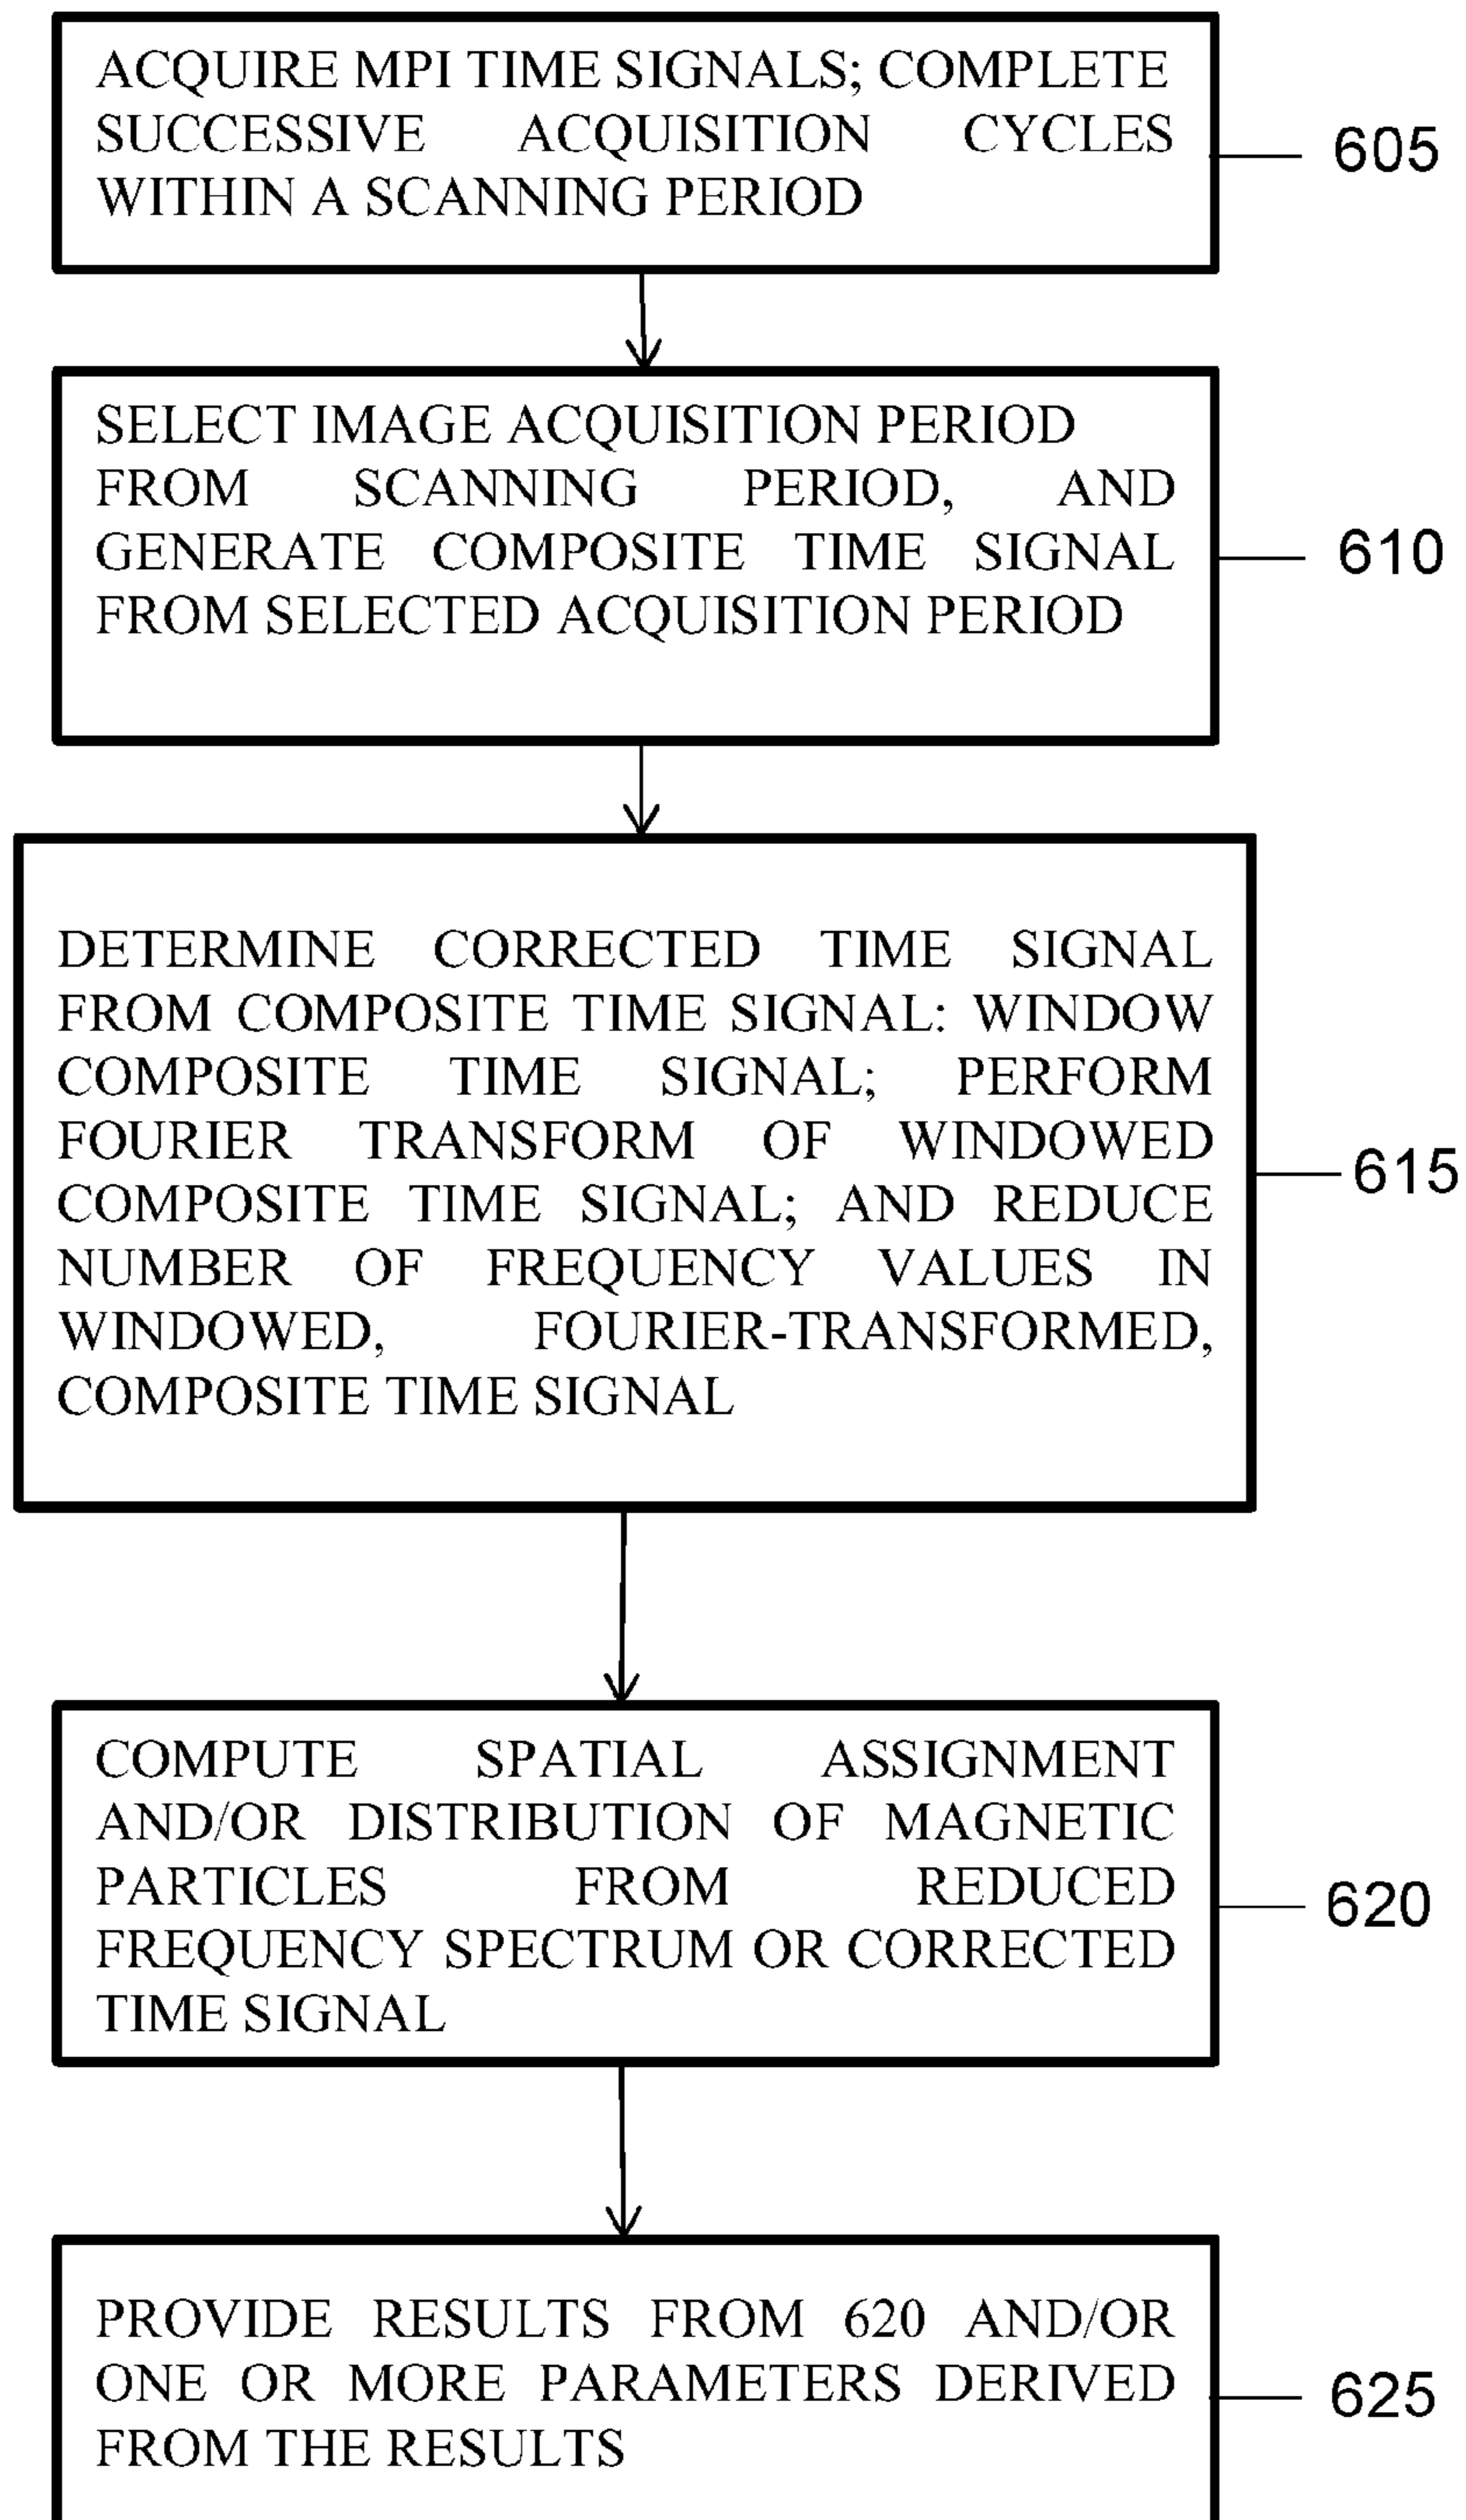 ACQUIRE MPI TIME SIGNALS; COMPLETE
SUCCESSIVE ACQUISITION CYCLES
WITHIN A SCANNING PERIOD
605
SELECT IMAGE ACQUISITION PERIOD
FROM SCANNING PERIOD, AND
GENERATE COMPOSITE TIME SIGNAL
FROM SELECTED ACQUISITION PERIOD
610
DETERMINE CORRECTED TIME SIGNAL
FROM COMPOSITE TIME SIGNAL: WINDOW
COMPOSITE TIME SIGNAL; PERFORM
FOURIER TRANSFORM OF WINDOWED
COMPOSITE TIME SIGNAL; AND REDUCE
NUMBER OF FREQUENCY VALUES IN
WINDOWED, FOURIER-TRANSFORMED,
COMPOSITE TIME SIGNAL
615
COMPUTE SPATIAL ASSIGNMENT
AND/OR DISTRIBUTION OF MAGNETIC
PARTICLES FROM REDUCED
FREQUENCY SPECTRUM OR CORRECTED
TIME SIGNAL
620
PROVIDE RESULTS FROM 620 AND/OR
ONE OR MORE PARAMETERS DERIVED
FROM THE RESULTS
625